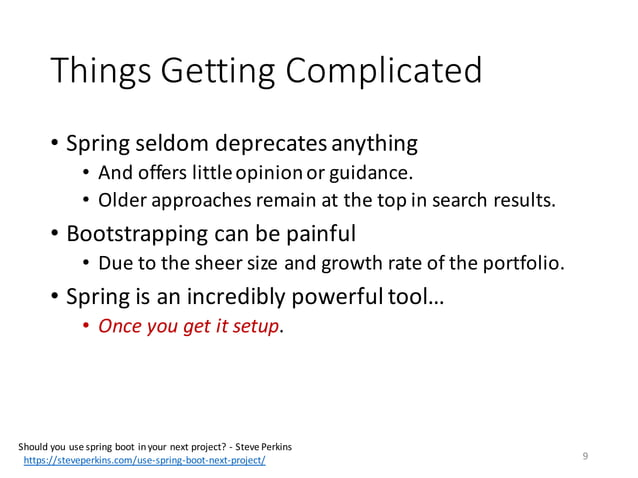 Things Getting Complicated
• Spring seldom deprecates anything
• And offers little opinion or guidance.
• Older approaches remain at the top in search results.
• Bootstrapping can be painful
• Due to the sheer size and growth rate of the portfolio.
• Spring is an incredibly powerful tool…
• Once you get it setup.
Should you use spring boot in your next project? - Steve Perkins
https://steveperkins.com/use-spring-boot-next-project/
9